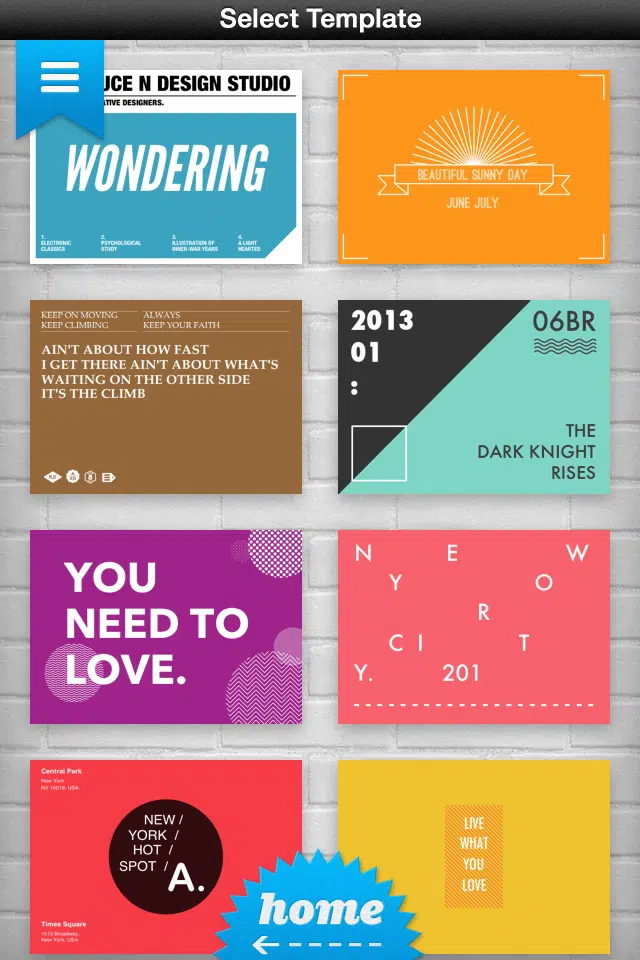 Select Template
UCE N DESIGN STUDIO
ATIVE DESIGNERS.
WONDERING
1.
ELECTRONIC
CLASSICS
2.
PSYCHOLOGICAL
STUDY
3.
ILLUSTRATION OF
INNER-WAR YEARS
4.
A LIGHT
HEARTED
BEAUTIFUL SUNNY DAY
JUNE JULY
KEEP ON MOVING
KEEP CLIMBING
ALWAYS
KEEP YOUR FAITH
AIN'T ABOUT HOW FAST
I GET THERE AIN'T ABOUT WHAT'S
WAITING ON THE OTHER SIDE
IT'S THE CLIMB
2013
01
:
06BR
THE
DARK KNIGHT
RISES
YOU
NEED TO
LOVE.
N E W
Y O
R
C I T
Y. 201
Central Park
New York
NY 10019, USA
NEW /
YORK /
HOT /
SPOT /
A.
Times Square
1515 Broadway,
New York, USA
LIVE
WHAT
YOU
LOVE
home